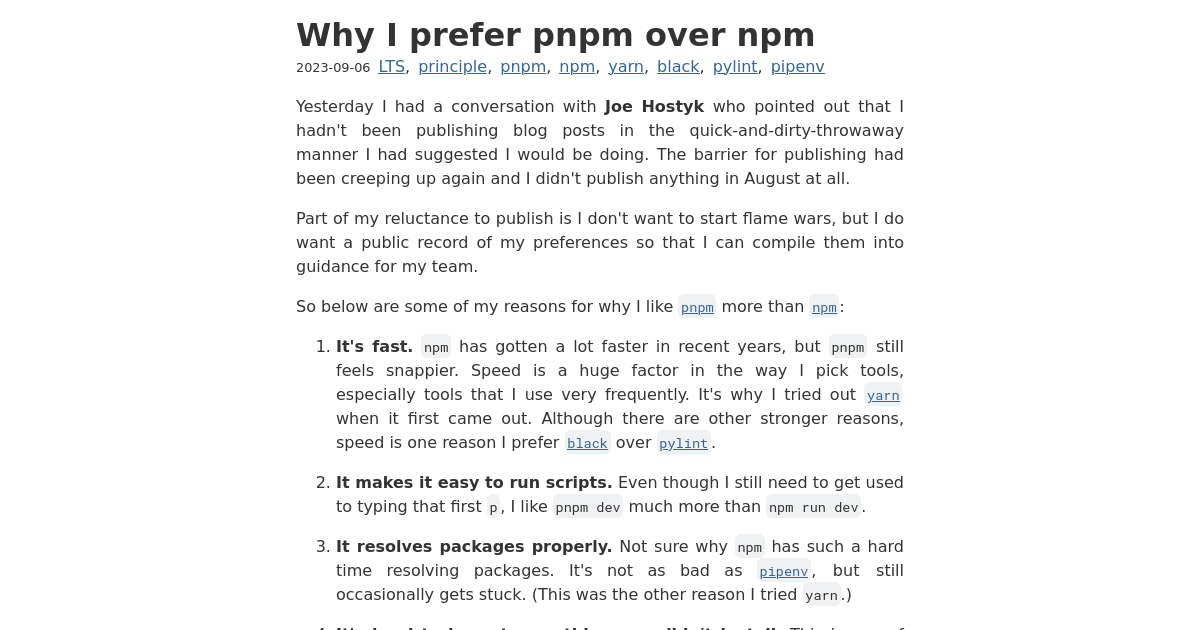 Why I prefer pnpm over npm
2023-09-06 LTS, principle, pnpm, npm, yarn, black, pylint, pipenv
Yesterday I had a conversation with Joe Hostyk who pointed out that I
hadn't been publishing blog posts in the quick-and-dirty-throwaway
manner I had suggested I would be doing. The barrier for publishing had
been creeping up again and I didn't publish anything in August at all.
Part of my reluctance to publish is I don't want to start flame wars, but I do
want a public record of my preferences so that I can compile them into
guidance for my team.
So below are some of my reasons for why I like pnpm more than npm:
1. It's fast. npm has gotten a lot faster in recent years, but pnpm still
feels snappier. Speed is a huge factor in the way I pick tools,
especially tools that I use very frequently. It's why I tried out yarn
when it first came out. Although there are other stronger reasons,
speed is one reason I prefer black over pylint.
2. It makes it easy to run scripts. Even though I still need to get used
to typing that first p, I like pnpm dev much more than npm run dev.
3. It resolves packages properly. Not sure why npm has such a hard
time resolving packages. It's not as bad as pipenv, but still
occasionally gets stuck. (This was the other reason I tried yarn.)